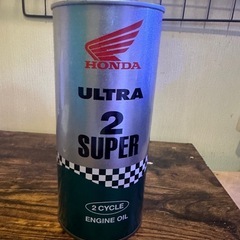 HONDA
ULTRA
2
SUPER
2 CYCLE
ENGINE OIL